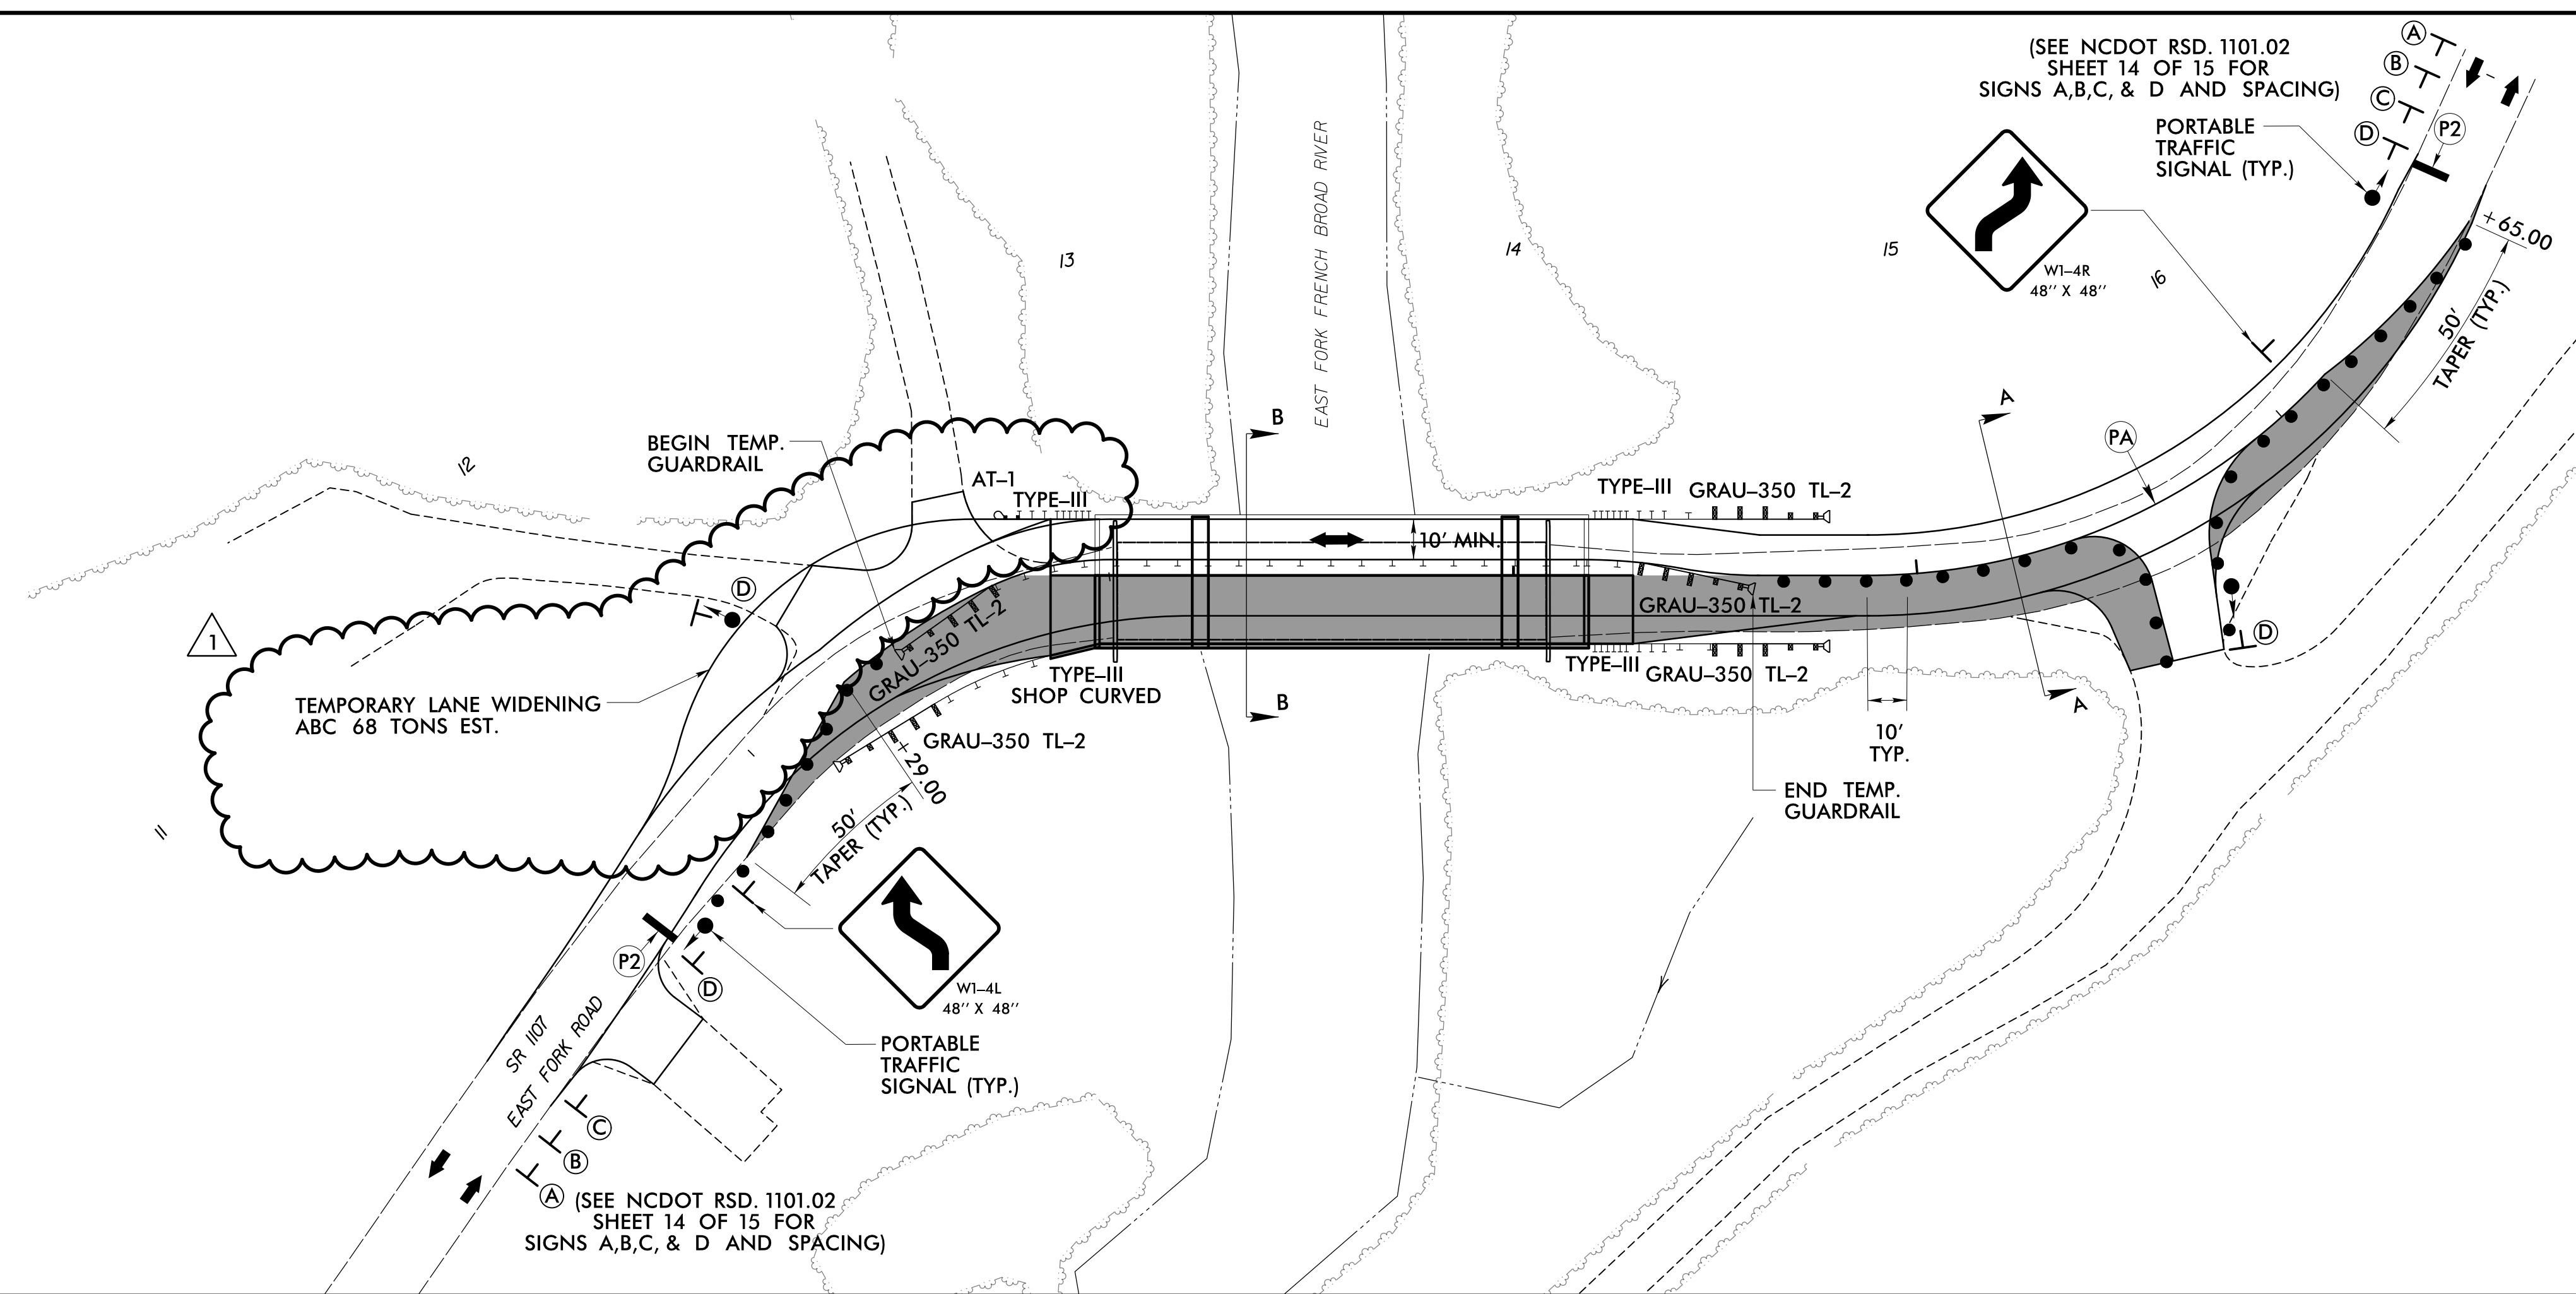 (SEE NCDOT RSD. 1101.02
SHEET 14 OF 15 FOR
SIGNS A,B,C, & D AND SPACING)
A
B
C
D
P2
PORTABLE
TRAFFIC
SIGNAL (TYP.)
+65.00
50'
TAPER (TYP.)
W1-4R
48'' X 48''
EAST FORK FRENCH BROAD RIVER
11
12
13
14
15
16
B
A
PA
BEGIN TEMP.
GUARDRAIL
AT-1
TYPE-III
TYPE-III
GRAU-350 TL-2
10' MIN.
D
1
TEMPORARY LANE WIDENING
ABC 68 TONS EST.
GRAU-350 TL-2
GRAU-350 TL-2
TYPE-III
SHOP CURVED
TYPE-III
GRAU-350 TL-2
D
B
A
GRAU-350 TL-2
+29.00
50'
TAPER (TYP.)
10'
TYP.
END TEMP.
GUARDRAIL
W1-4L
48'' X 48''
P2
D
PORTABLE
TRAFFIC
SIGNAL (TYP.)
SR 1107
EAST FORK ROAD
C
B
A
(SEE NCDOT RSD. 1101.02
SHEET 14 OF 15 FOR
SIGNS A,B,C, & D AND SPACING)